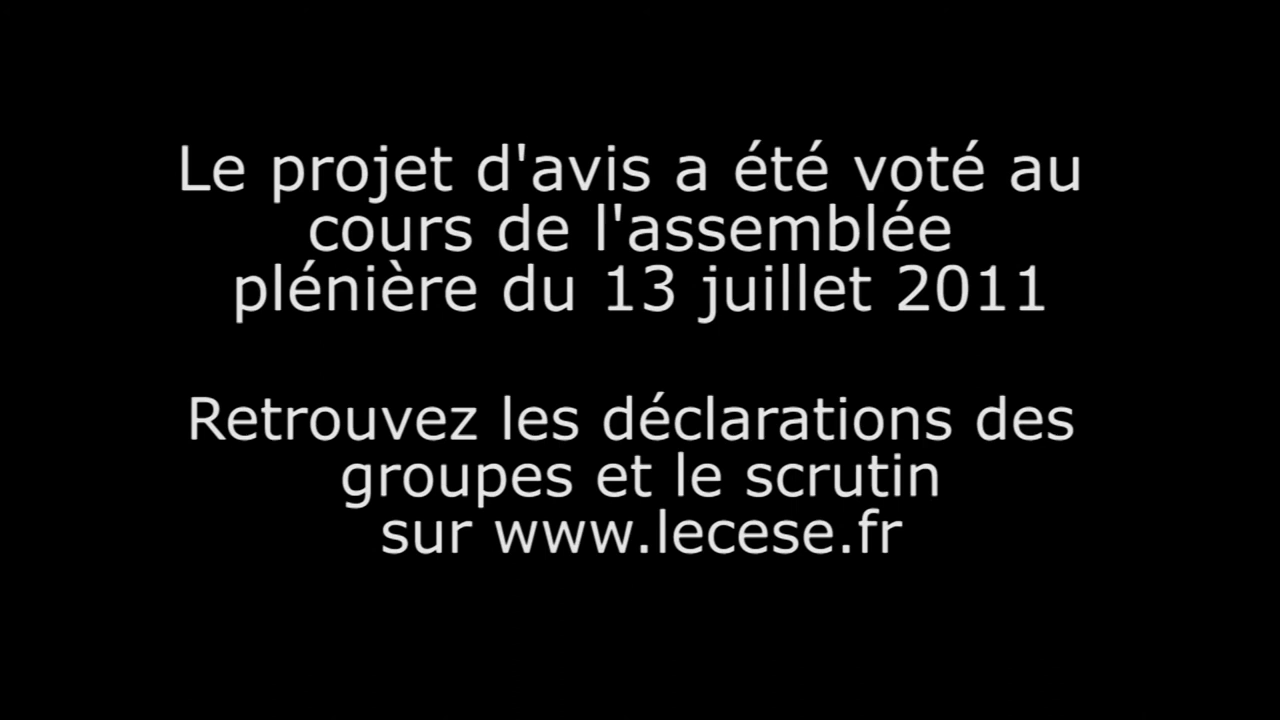 Le projet d'avis a été voté au
cours de l'assemblée
plénière du 13 juillet 2011
Retrouvez les déclarations des
groupes et le scrutin
sur www.lecese.fr